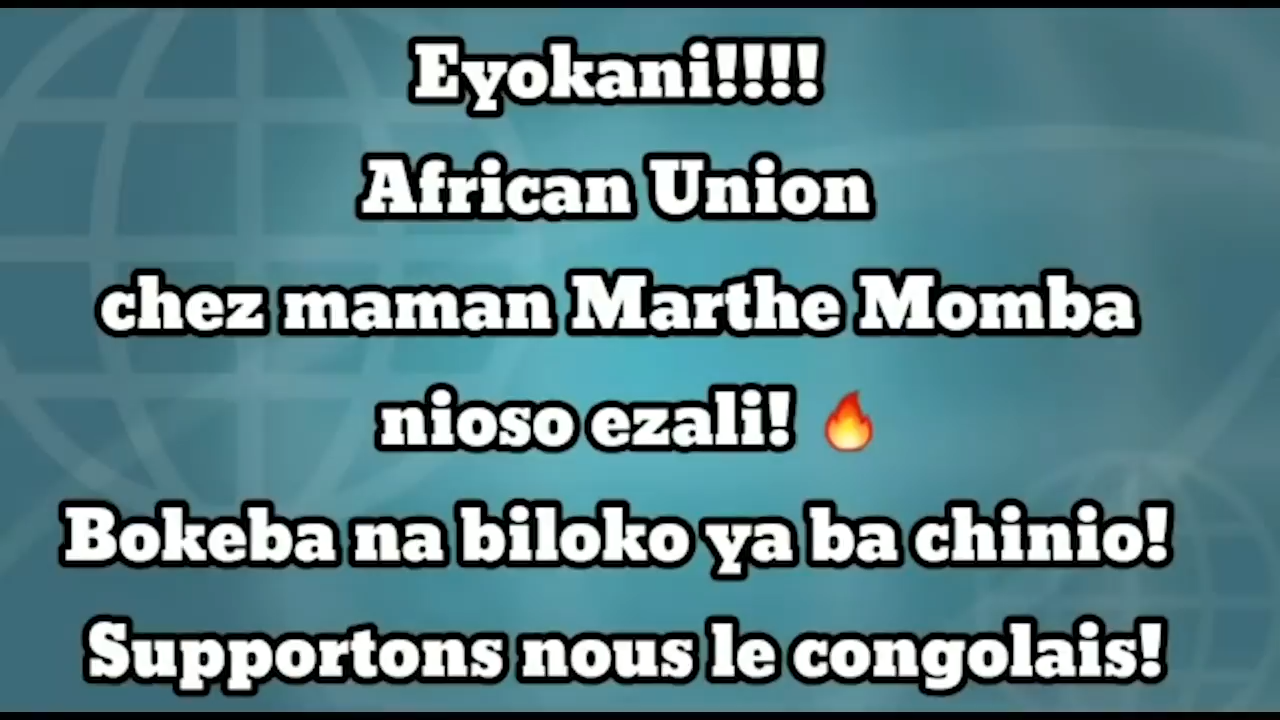 Eyokani!!!!
African Union
chez maman Marthe Momba
nioso ezali! 🔥
Bokeba na biloko ya ba chinio!
Supportons nous le congolais!